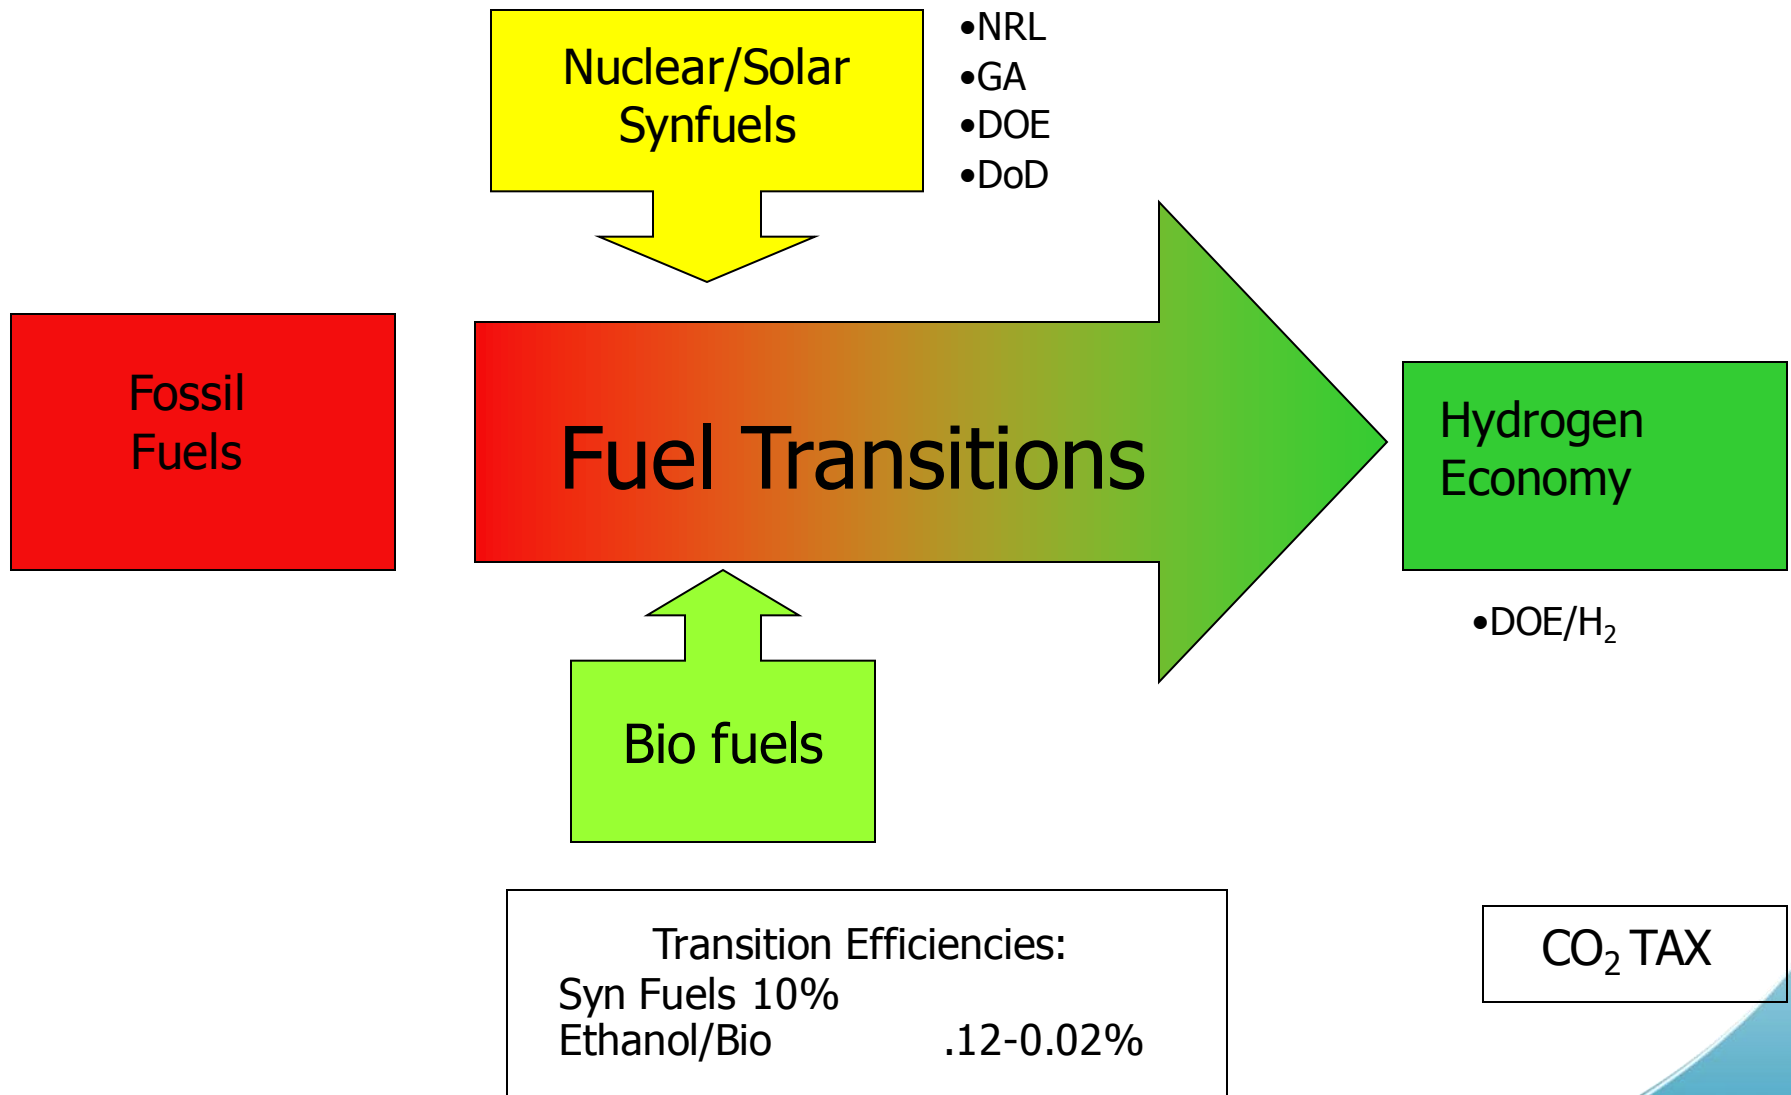 Nuclear/Solar
Synfuels
•NRL
•GA
•DOE
•DoD
Fossil
Fuels
Fuel Transitions
Hydrogen
Economy
•DOE/H₂
Bio fuels
Transition Efficiencies:
Syn Fuels 10%
Ethanol/Bio .12-0.02%
CO₂ TAX